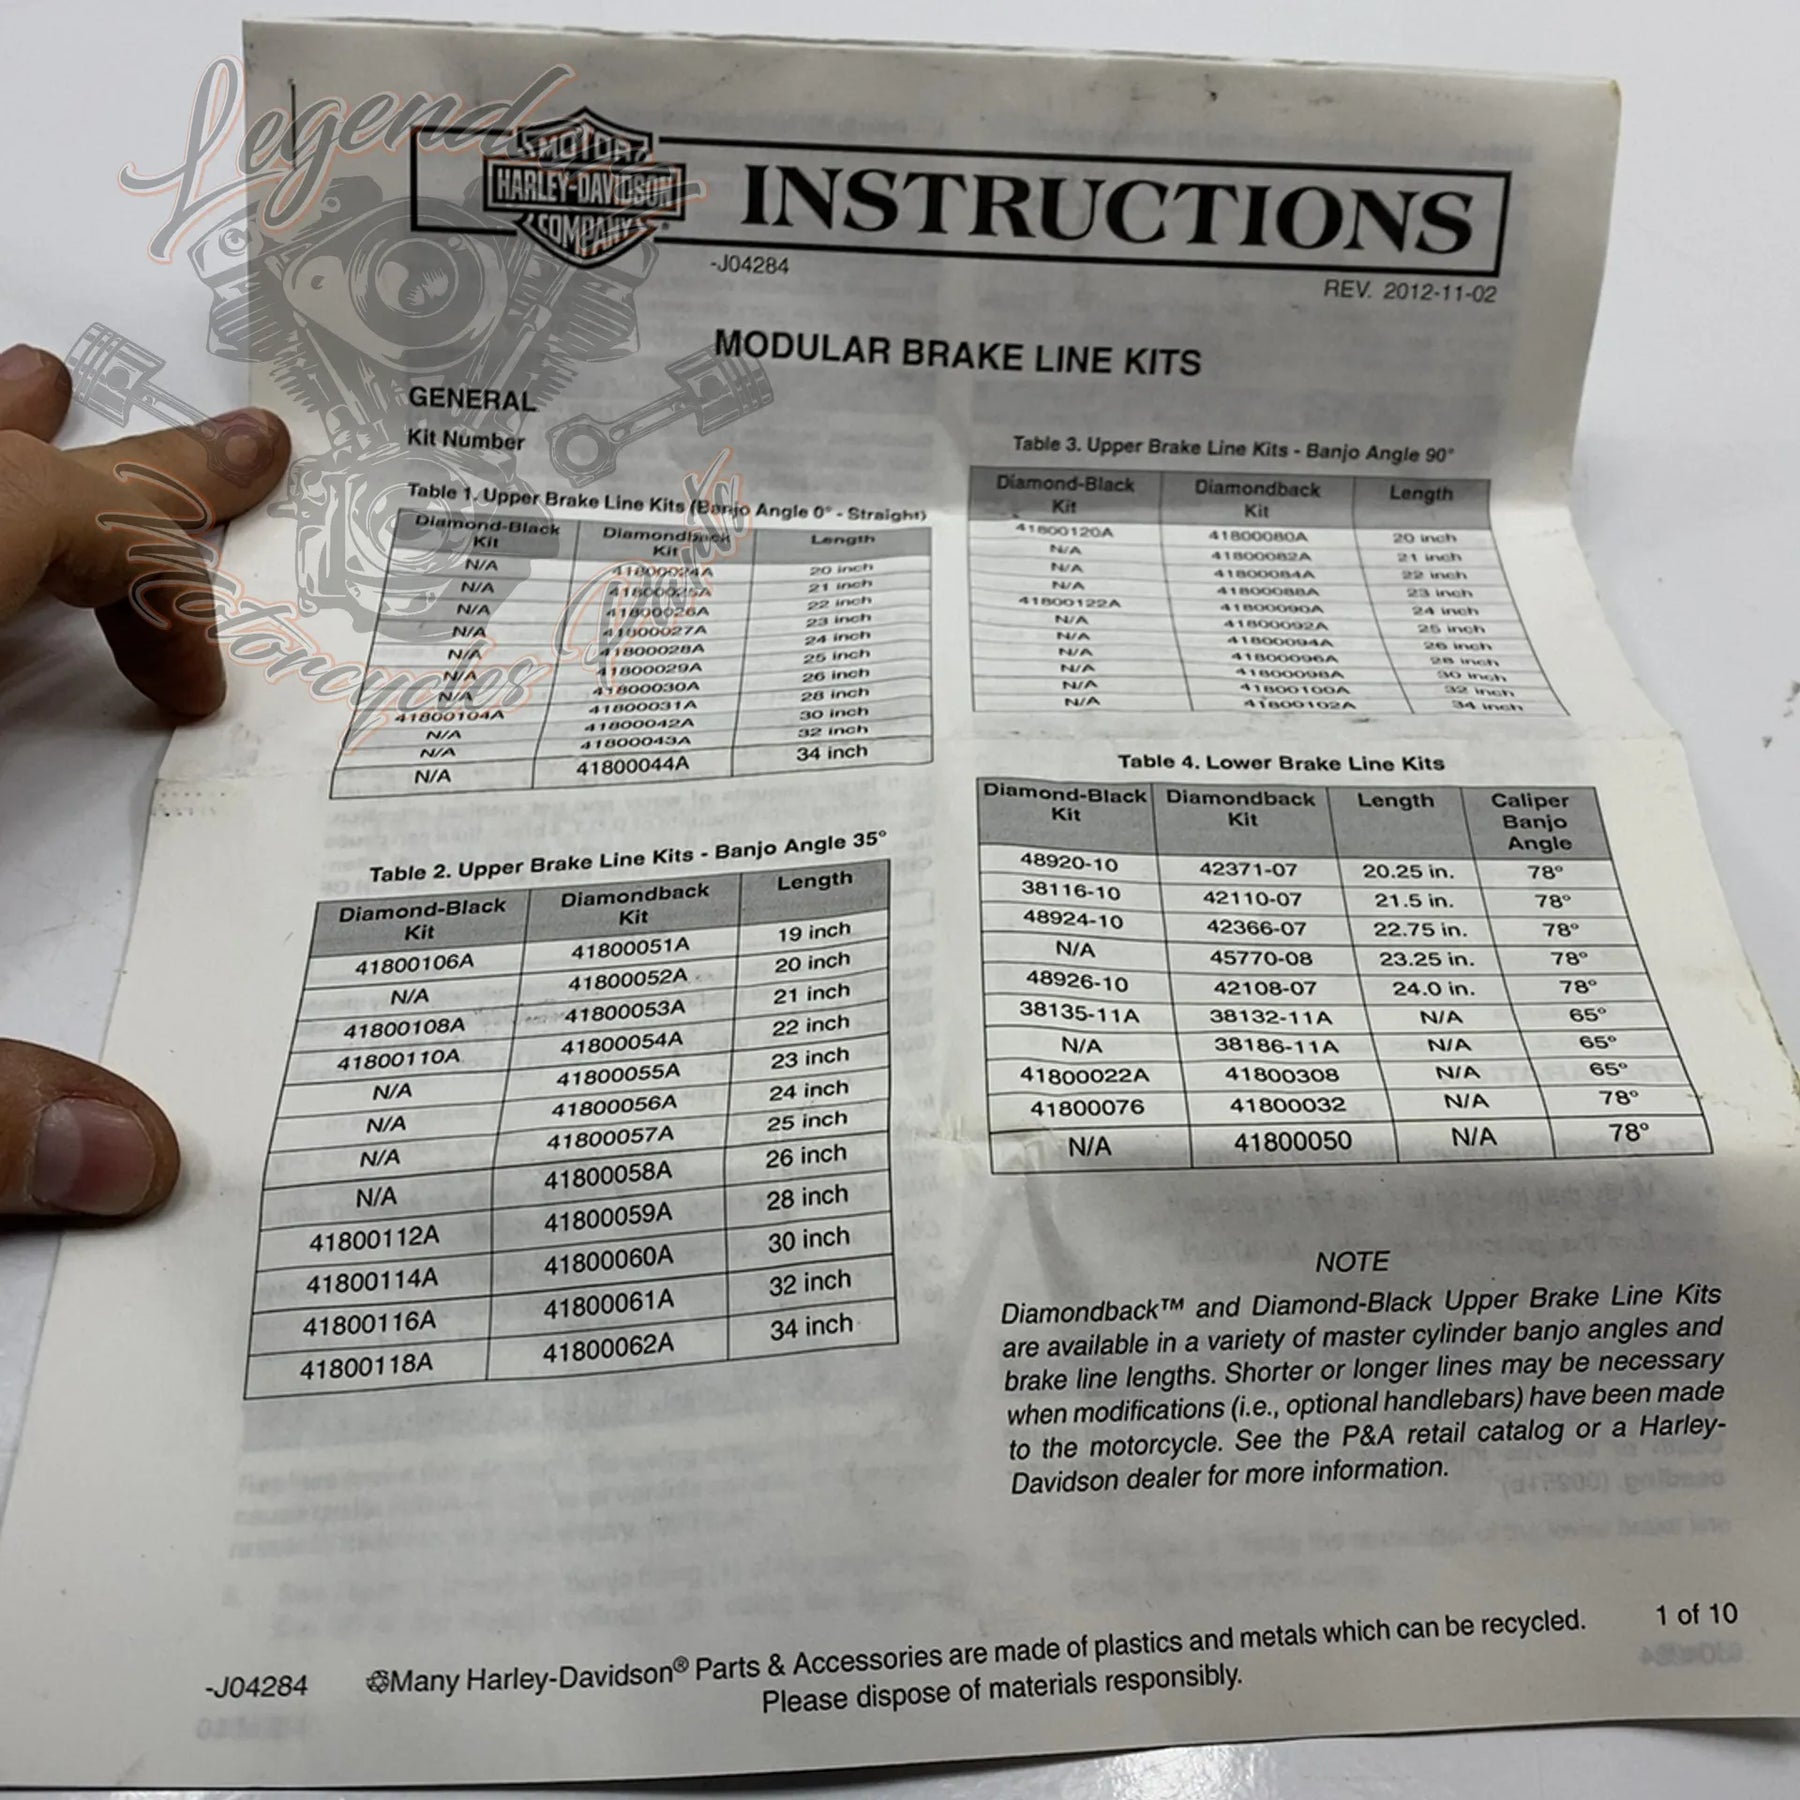 Legend
Motorcycles Parts
MOTOR
HARLEY-DAVIDSON
COMPANY
INSTRUCTIONS
-J04284
REV. 2012-11-02
MODULAR BRAKE LINE KITS
GENERAL
Kit Number
Table 1. Upper Brake Line Kits (Banjo Angle 0° - Straight)
Diamond-Black Kit Diamondback Kit Length
N/A 41800024A 20 inch
N/A 41800025A 21 inch
N/A 41800026A 22 inch
N/A 41800027A 23 inch
N/A 41800028A 24 inch
N/A 41800029A 25 inch
N/A 41800030A 26 inch
41800104A 41800031A 28 inch
N/A 41800042A 30 inch
N/A 41800043A 32 inch
N/A 41800044A 34 inch
Table 2. Upper Brake Line Kits - Banjo Angle 35°
Diamond-Black Kit Diamondback Kit Length
41800106A 41800051A 19 inch
N/A 41800052A 20 inch
41800108A 41800053A 21 inch
41800110A 41800054A 22 inch
N/A 41800055A 23 inch
N/A 41800056A 24 inch
N/A 41800057A 25 inch
N/A 41800058A 26 inch
41800112A 41800059A 28 inch
41800114A 41800060A 30 inch
41800116A 41800061A 32 inch
41800118A 41800062A 34 inch
Table 3. Upper Brake Line Kits - Banjo Angle 90°
Diamond-Black Kit Diamondback Kit Length
41800120A 41800080A 20 inch
N/A 41800082A 21 inch
N/A 41800084A 22 inch
N/A 41800088A 23 inch
41800122A 41800090A 24 inch
N/A 41800092A 25 inch
N/A 41800094A 26 inch
N/A 41800096A 28 inch
N/A 41800098A 30 inch
N/A 41800100A 32 inch
N/A 41800102A 34 inch
Table 4. Lower Brake Line Kits
Diamond-Black Kit Diamondback Kit Length Caliper Banjo Angle
48920-10 42371-07 20.25 in. 78°
38116-10 42110-07 21.5 in. 78°
48924-10 42366-07 22.75 in. 78°
N/A 45770-08 23.25 in. 78°
48926-10 42108-07 24.0 in. 78°
38135-11A 38132-11A N/A 65°
N/A 38186-11A N/A 65°
41800022A 41800308 N/A 65°
41800076 41800032 N/A 78°
N/A 41800050 N/A 78°
NOTE
Diamondback™ and Diamond-Black Upper Brake Line Kits
are available in a variety of master cylinder banjo angles and
brake line lengths. Shorter or longer lines may be necessary
when modifications (i.e., optional handlebars) have been made
to the motorcycle. See the P&A retail catalog or a Harley-
Davidson dealer for more information.
-J04284
Many Harley-Davidson® Parts & Accessories are made of plastics and metals which can be recycled.
Please dispose of materials responsibly.
1 of 10